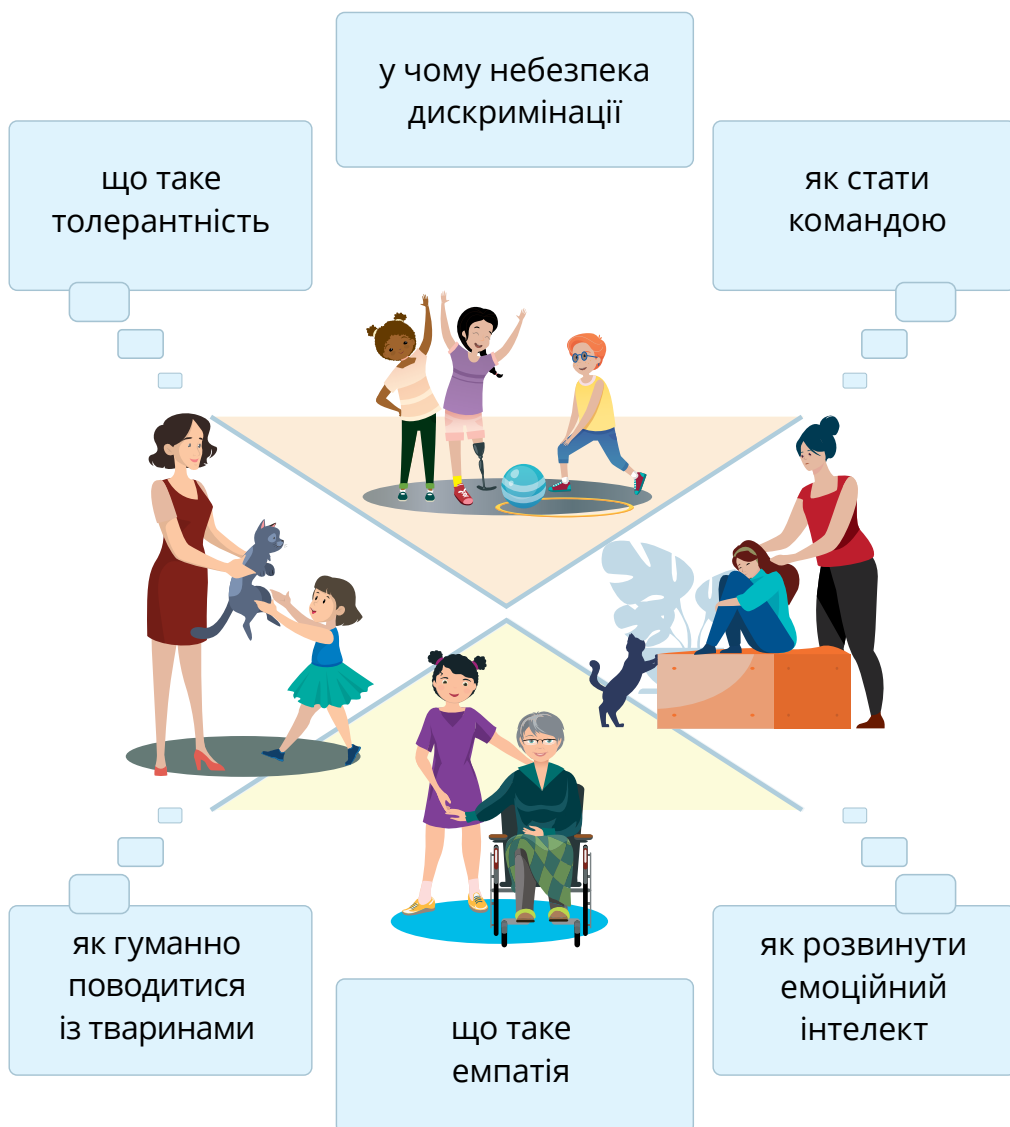 у чому небезпека
дискримінації
що таке
толерантність
як стати
командою
як гуманно
поводитися
із тваринами
що таке
емпатія
як розвинути
емоційний
інтелект